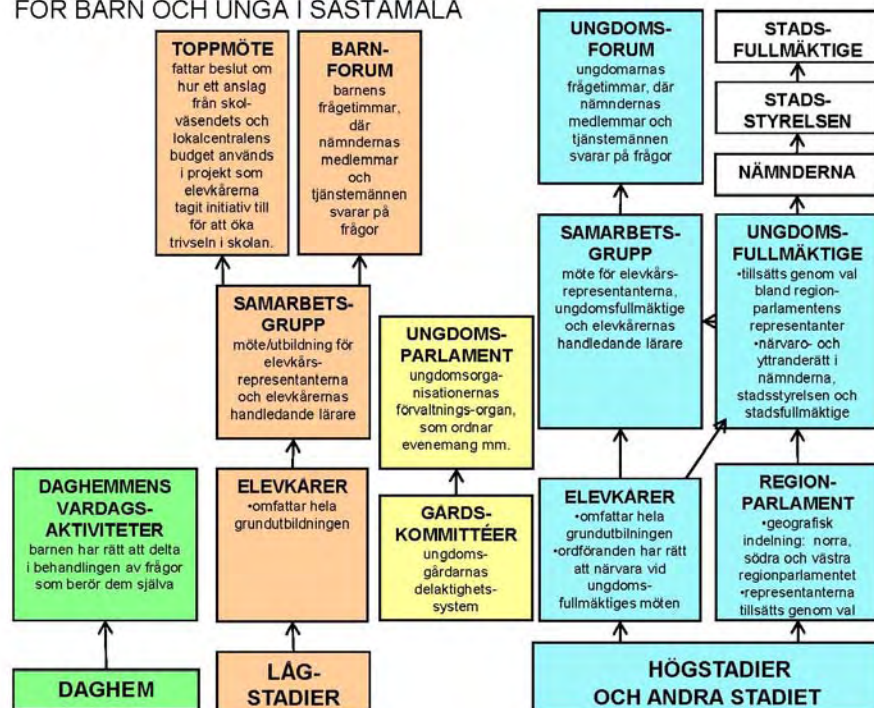 FÖR BARN OCH UNGA I SASTAMALA
TOPPMÖTE
fattar beslut om
hur ett anslag
från skol-
väsendets och
lokalcentralens
budget används
i projekt som
elevkårerna
tagit initiativ till
för att öka
trivseln i skolan.
BARN-
FORUM
barnens
frågetimmar,
där
nämndernas
medlemmar
och
tjänstemännen
svarar på
frågor
UNGDOMS-
FORUM
ungdomarnas
frågetimmar, där
nämndernas
medlemmar och
tjänstemännen
svarar på frågor
STADS-
FULLMÄKTIGE
STADS-
STYRELSEN
NÄMNDERNA
SAMARBETS-
GRUPP
möte/utbildning för
elevkårs-
representanterna
och elevkårernas
handledande lärare
UNGDOMS-
PARLAMENT
ungdomsorga-
nisationernas
förvaltnings-organ,
som ordnar
evenemang mm.
SAMARBETS-
GRUPP
möte för elevkårs-
representanterna,
ungdomsfullmäktige
och elevkårernas
handledande lärare
UNGDOMS-
FULLMÄKTIGE
•tillsätts genom val
bland region-
parlamentens
representanter
•närvaro- och
yttranderätt i
nämnderna,
stadsstyrelsen och
stadsfullmäktige
DAGHEMMENS
VARDAGS-
AKTIVITETER
barnen har rätt att delta
i behandlingen av frågor
som berör dem själva
ELEVKÅRER
•omfattar hela
grundutbildningen
GÅRDS-
KOMMITTÉER
ungdoms-
gårdarnas
delaktighets-
system
ELEVKÅRER
•omfattar hela
grundutbilningen
•ordföranden har rätt
att närvara vid
ungdoms-
fullmäktiges möten
REGION-
PARLAMENT
•geografisk
indelning: norra,
södra och västra
regionparlamentet
•representanterna
tillsätts genom val
DAGHEM
LÅG-
STADIER
HÖGSTADIER
OCH ANDRA STADIET